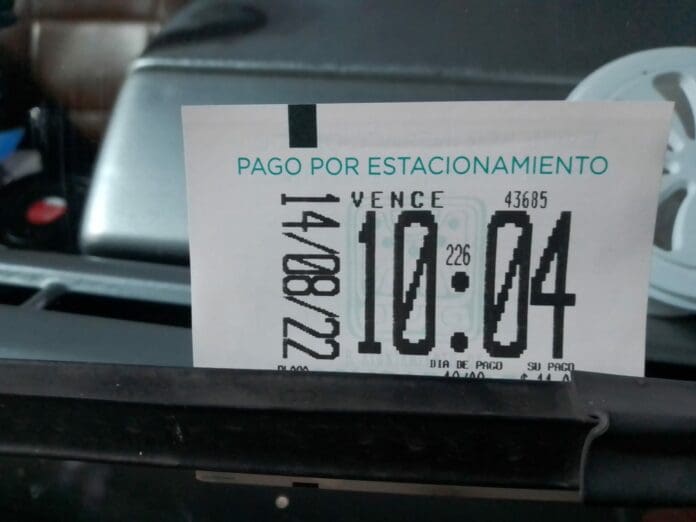 PAGO POR ESTACIONAMIENTO
VENCE 43685
14/08/22
10:04
226
DIA DE PAGO SU PAGO